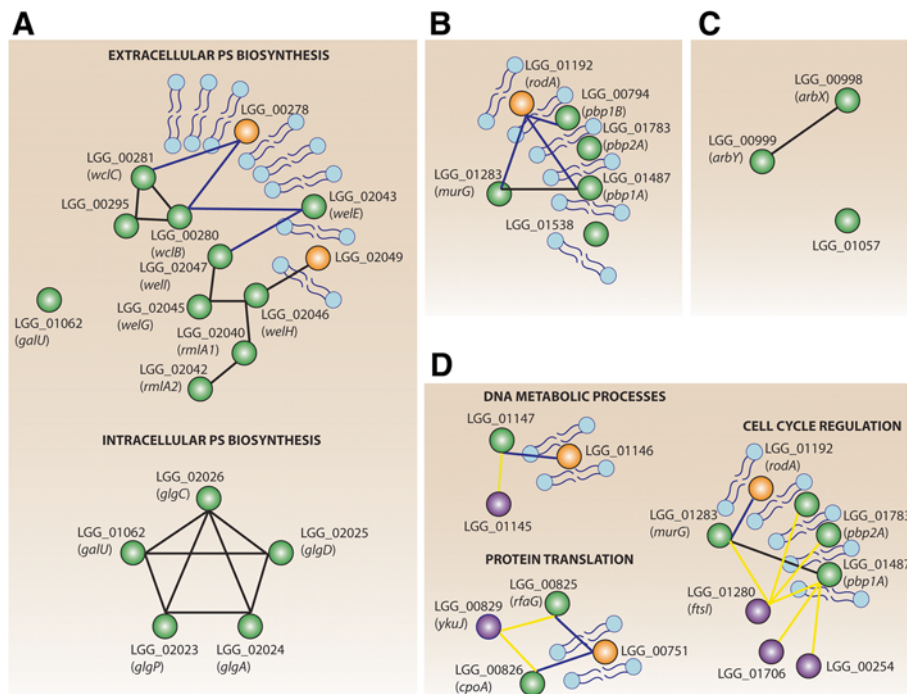 A
EXTRACELLULAR PS BIOSYNTHESIS
LGG_00278
LGG_00281
(wclC)
LGG_00295
LGG_00280
(wclB)
LGG_02043
(welE)
LGG_02047
(welI)
LGG_02049
LGG_02045
(welG)
LGG_02046
(welH)
LGG_02040
(rmlA1)
LGG_02042
(rmlA2)
LGG_01062
(galU)
INTRACELLULAR PS BIOSYNTHESIS
LGG_02026
(glgC)
LGG_01062
(galU)
LGG_02025
(glgD)
LGG_02023
(glgP)
LGG_02024
(glgA)
B
LGG_01192
(rodA)
LGG_00794
(pbp1B)
LGG_01783
(pbp2A)
LGG_01283
(murG)
LGG_01487
(pbp1A)
LGG_01538
C
LGG_00998
(arbX)
LGG_00999
(arbY)
LGG_01057
D
DNA METABOLIC PROCESSES
LGG_01147
LGG_01146
LGG_01145
PROTEIN TRANSLATION
LGG_00825
(rfaG)
LGG_00829
(ykuJ)
LGG_00751
LGG_00826
(cpoA)
CELL CYCLE REGULATION
LGG_01192
(rodA)
LGG_01283
(murG)
LGG_01783
(pbp2A)
LGG_01487
(pbp1A)
LGG_01280
(ftsI)
LGG_01706
LGG_00254